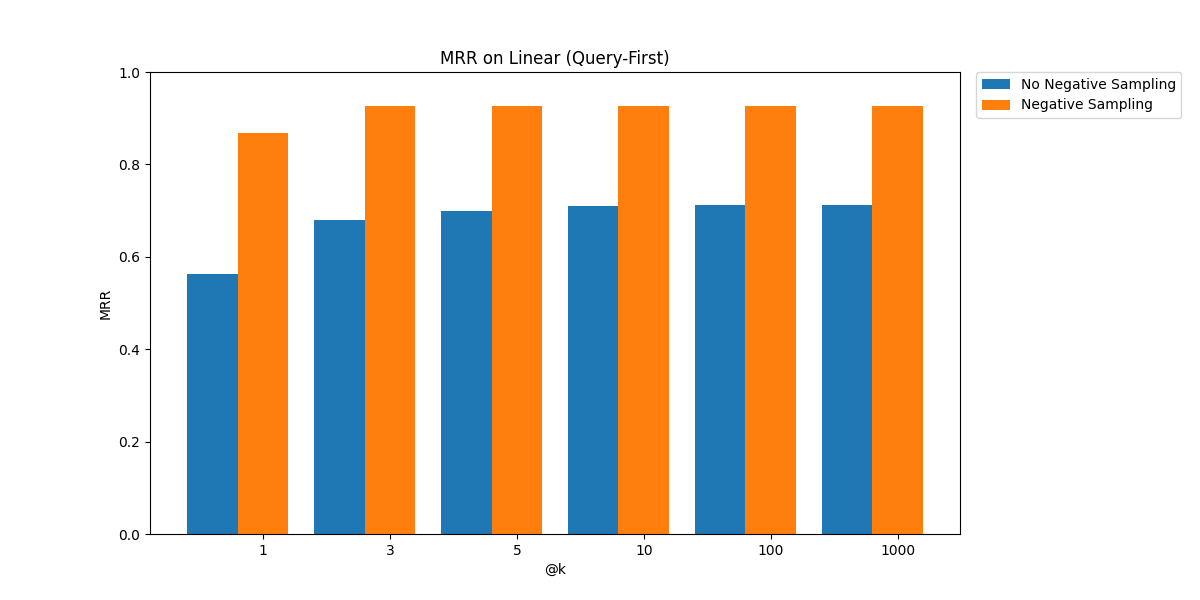 MRR on Linear (Query-First)
No Negative Sampling
Negative Sampling
1.0
0.8
0.6
0.4
0.2
0.0
MRR
1 3 5 10 100 1000
@k